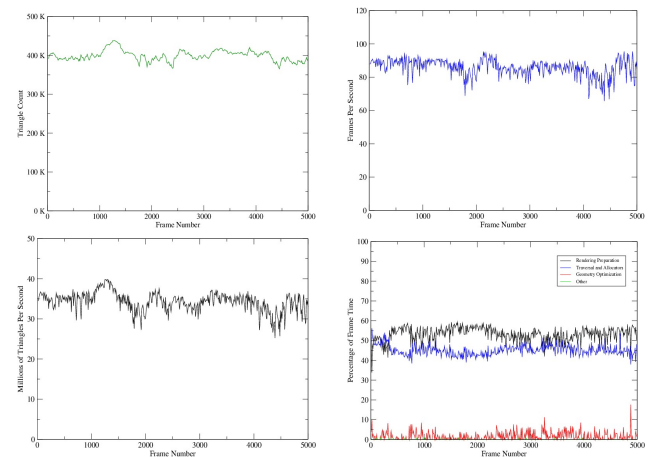 500 K
400 K
300 K
200 K
100 K
0 K
Triangle Count
0 1000 2000 3000 4000 5000
Frame Number
120
100
80
60
40
20
0
Frames Per Second
0 1000 2000 3000 4000 5000
Frame Number
50
40
30
20
10
0
Millions of Triangles Per Second
0 1000 2000 3000 4000 5000
Frame Number
100
90
80
70
60
50
40
30
20
10
0
Percentage of Frame Time
Rendering Preparation
Traversal and Allocation
Geometry Optimisation
Other
0 1000 2000 3000 4000 5000
Frame Number